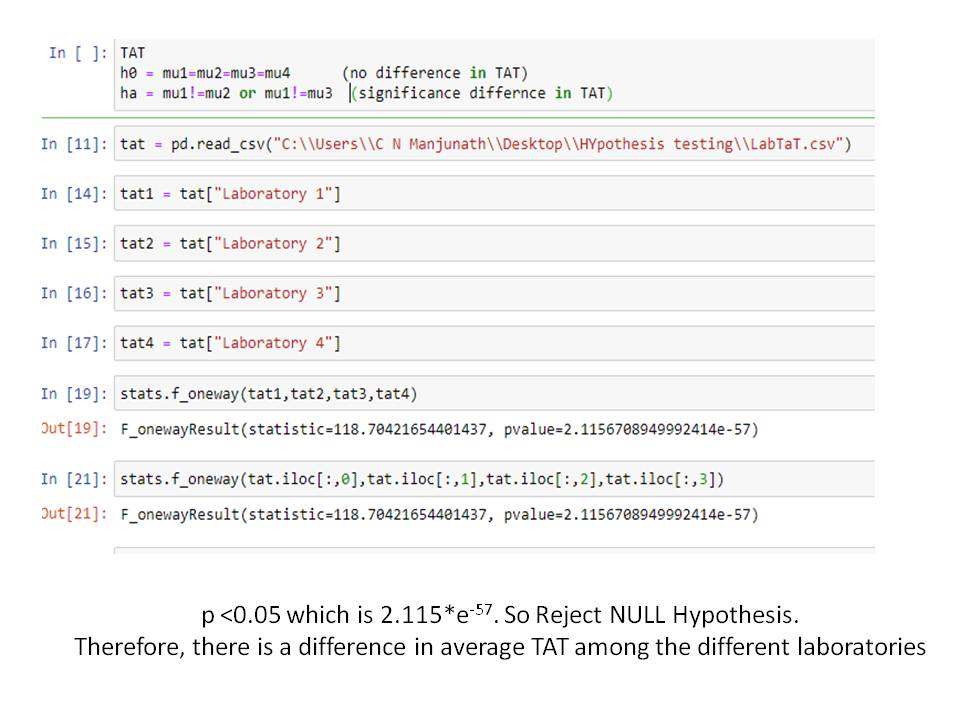 In [ ]: TAT
h0 = mu1=mu2=mu3=mu4 (no difference in TAT)
ha = mu1!=mu2 or mu1!=mu3 (significance differnce in TAT)
In [11]: tat = pd.read_csv("C:\\Users\\C N Manjunath\\Desktop\\HYpothesis testing\\LabTaT.csv")
In [14]: tat1 = tat["Laboratory 1"]
In [15]: tat2 = tat["Laboratory 2"]
In [16]: tat3 = tat["Laboratory 3"]
In [17]: tat4 = tat["Laboratory 4"]
In [19]: stats.f_oneway(tat1,tat2,tat3,tat4)
Out[19]: F_onewayResult(statistic=118.70421654401437, pvalue=2.1156708949992414e-57)
In [21]: stats.f_oneway(tat.iloc[:,0],tat.iloc[:,1],tat.iloc[:,2],tat.iloc[:,3])
Out[21]: F_onewayResult(statistic=118.70421654401437, pvalue=2.1156708949992414e-57)
p <0.05 which is 2.115*e-57. So Reject NULL Hypothesis.
Therefore, there is a difference in average TAT among the different laboratories